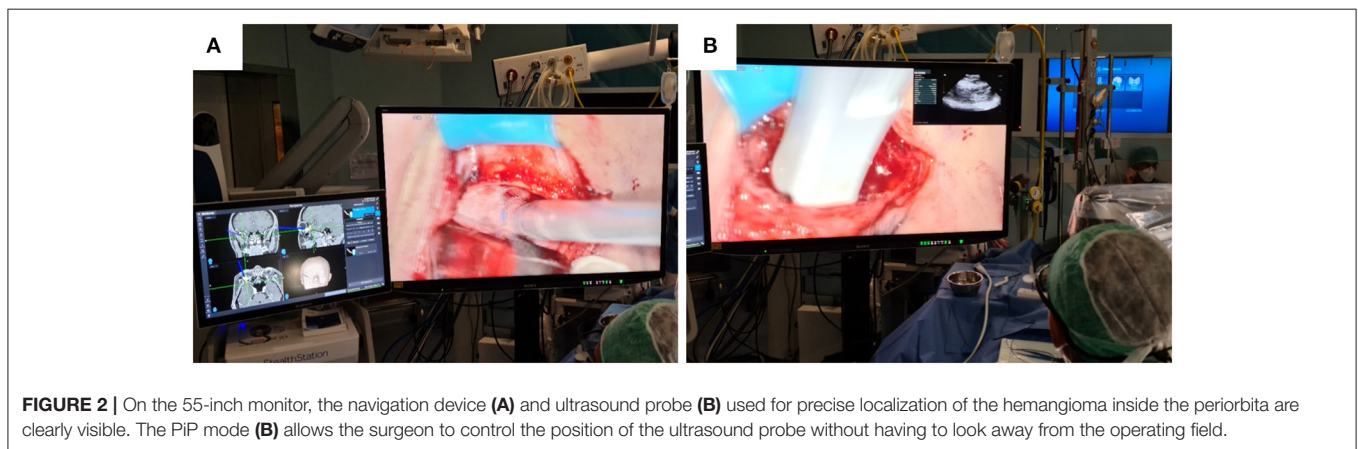 A
B
SONY
SONY
StealthStation
FIGURE 2 | On the 55-inch monitor, the navigation device (A) and ultrasound probe (B) used for precise localization of the hemangioma inside the periorbita are
clearly visible. The PiP mode (B) allows the surgeon to control the position of the ultrasound probe without having to look away from the operating field.